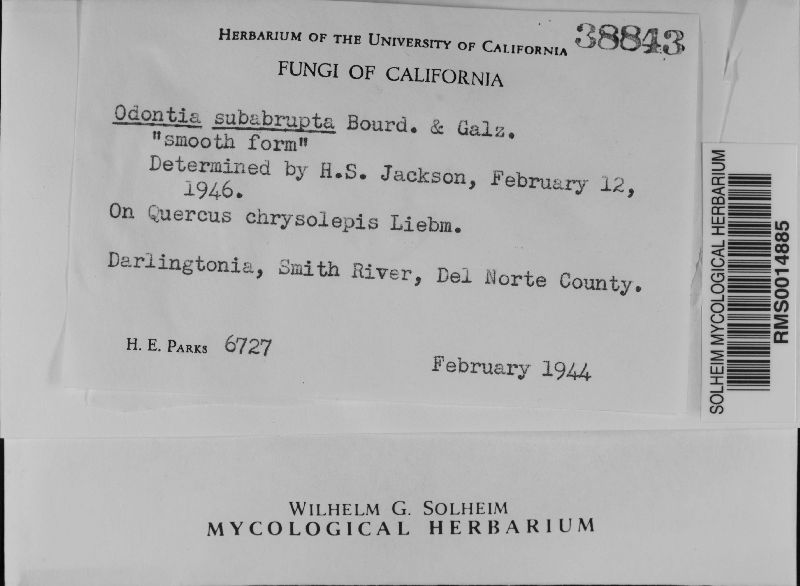 HERBARIUM OF THE UNIVERSITY OF CALIFORNIA 38843
FUNGI OF CALIFORNIA
Odontia subabrupta Bourd. & Galz.
"smooth form"
Determined by H.S. Jackson, February 12,
1946.
On Quercus chrysolepis Liebm.
Darlingtonia, Smith River, Del Norte County.
H. E. PARKS 6727
February 1944
SOLHEIM MYCOLOGICAL HERBARIUM
RMS0014885
WILHELM G. SOLHEIM
MYCOLOGICAL HERBARIUM